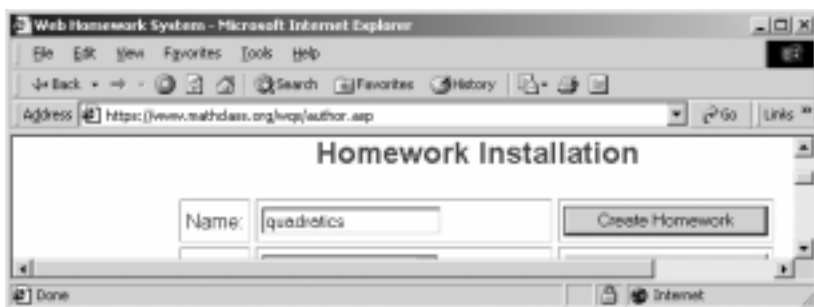 Web Homework System - Microsoft Internet Explorer
File Edit View Favorites Tools Help
Back Search Favorites History
Address https://www.mathclass.org/wqs/author.asp Go Links »
Homework Installation
Name: quadratics Create Homework
Done Internet